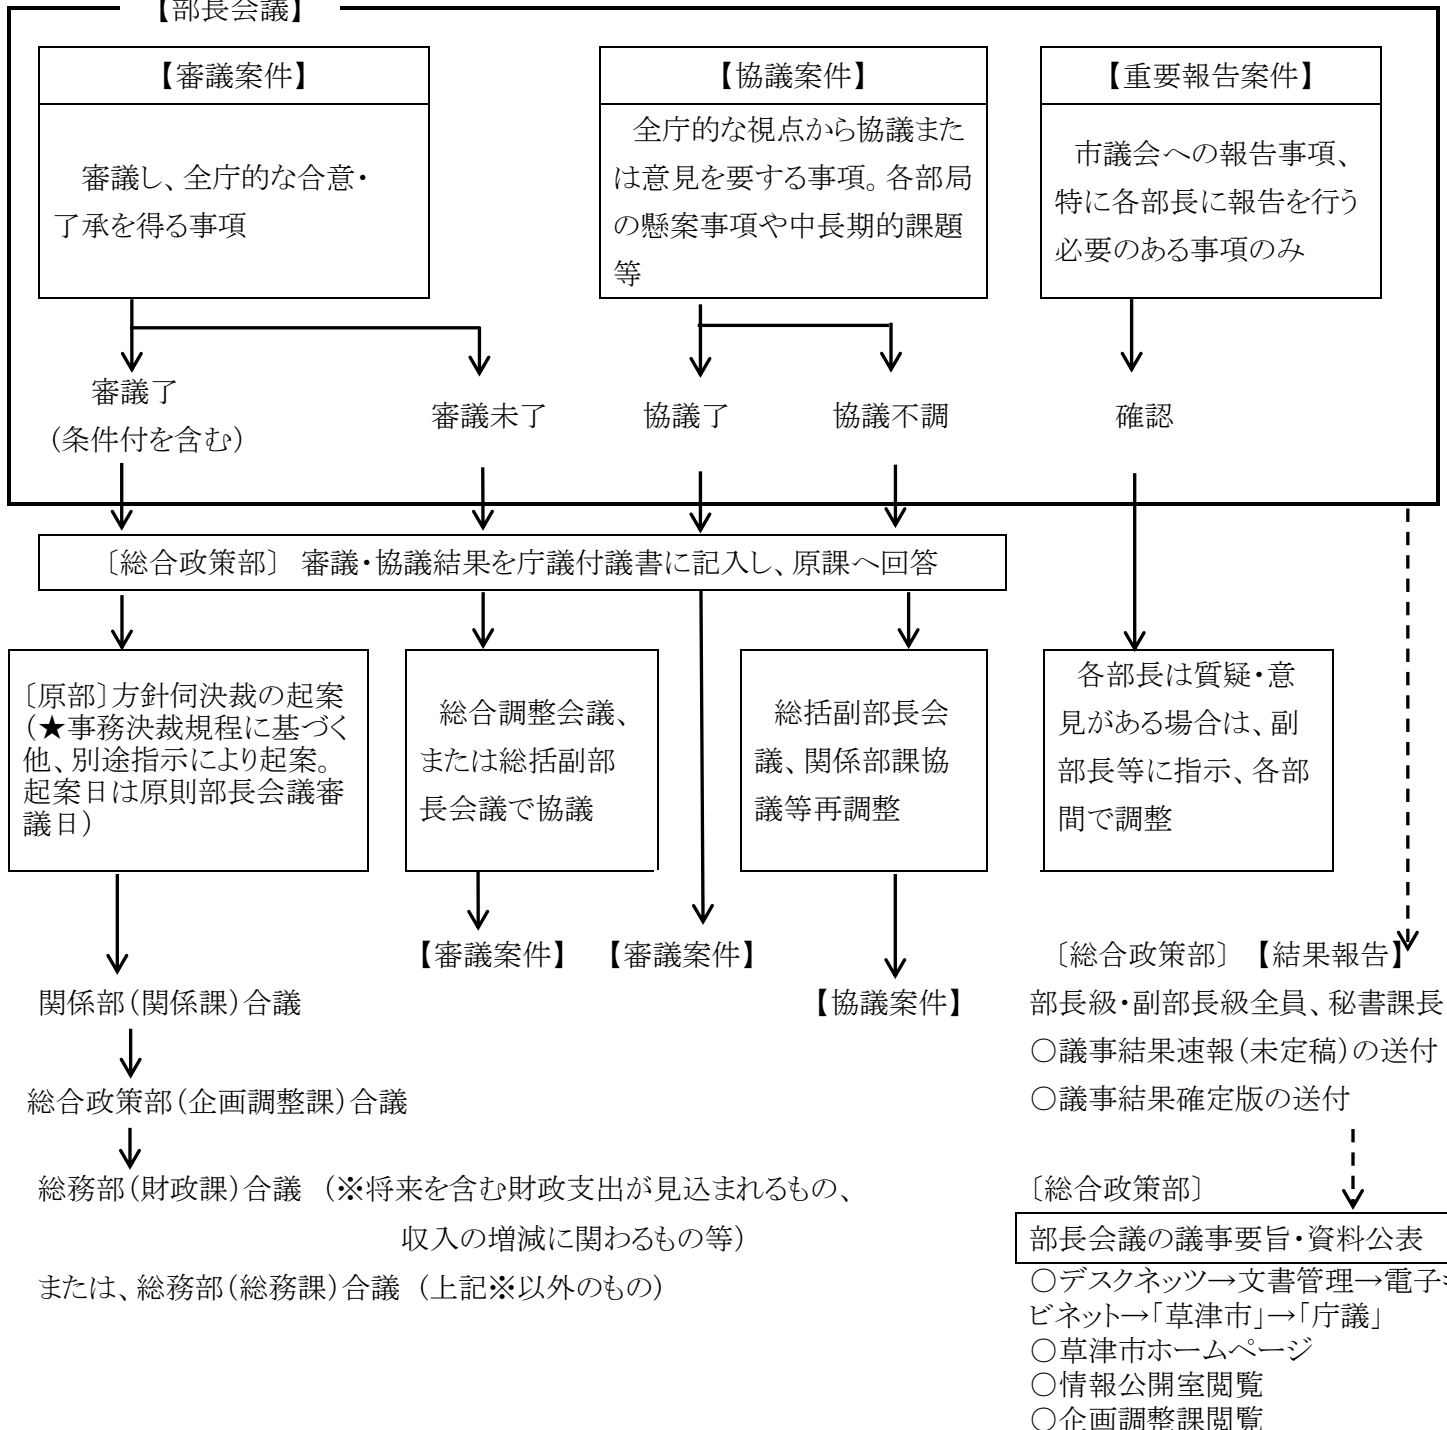 【部長会議】
【審議案件】
審議し、全庁的な合意・
了承を得る事項
【協議案件】
全庁的な視点から協議また
は意見を要する事項。各部局
の懸案事項や中長期的課題
等
【重要報告案件】
市議会への報告事項、
特に各部長に報告を行う
必要のある事項のみ
審議了
（条件付を含む）
審議未了
協議了
協議不調
確認
〔総合政策部〕 審議・協議結果を庁議付議書に記入し、原課へ回答
〔原部〕方針伺決裁の起案
（★事務決裁規程に基づく
他、別途指示により起案。
起案日は原則部長会議審
議日）
総合調整会議、
または総括副部
長会議で協議
総括副部長会
議、関係部課協
議等再調整
各部長は質疑・意
見がある場合は、副
部長等に指示、各部
間で調整
【審議案件】
【審議案件】
【協議案件】
関係部（関係課）合議
総合政策部（企画調整課）合議
総務部（財政課）合議 （※将来を含む財政支出が見込まれるもの、
収入の増減に関わるもの等）
または、総務部（総務課）合議 （上記※以外のもの）
〔総合政策部〕 【結果報告】
部長級・副部長級全員、秘書課長
○議事結果速報（未定稿）の送付
○議事結果確定版の送付
〔総合政策部〕
部長会議の議事要旨・資料公表
○デスクネッツ→文書管理→電子
ビネット→「草津市」→「庁議」
○草津市ホームページ
○情報公開室閲覧
○企画調整課閲覧